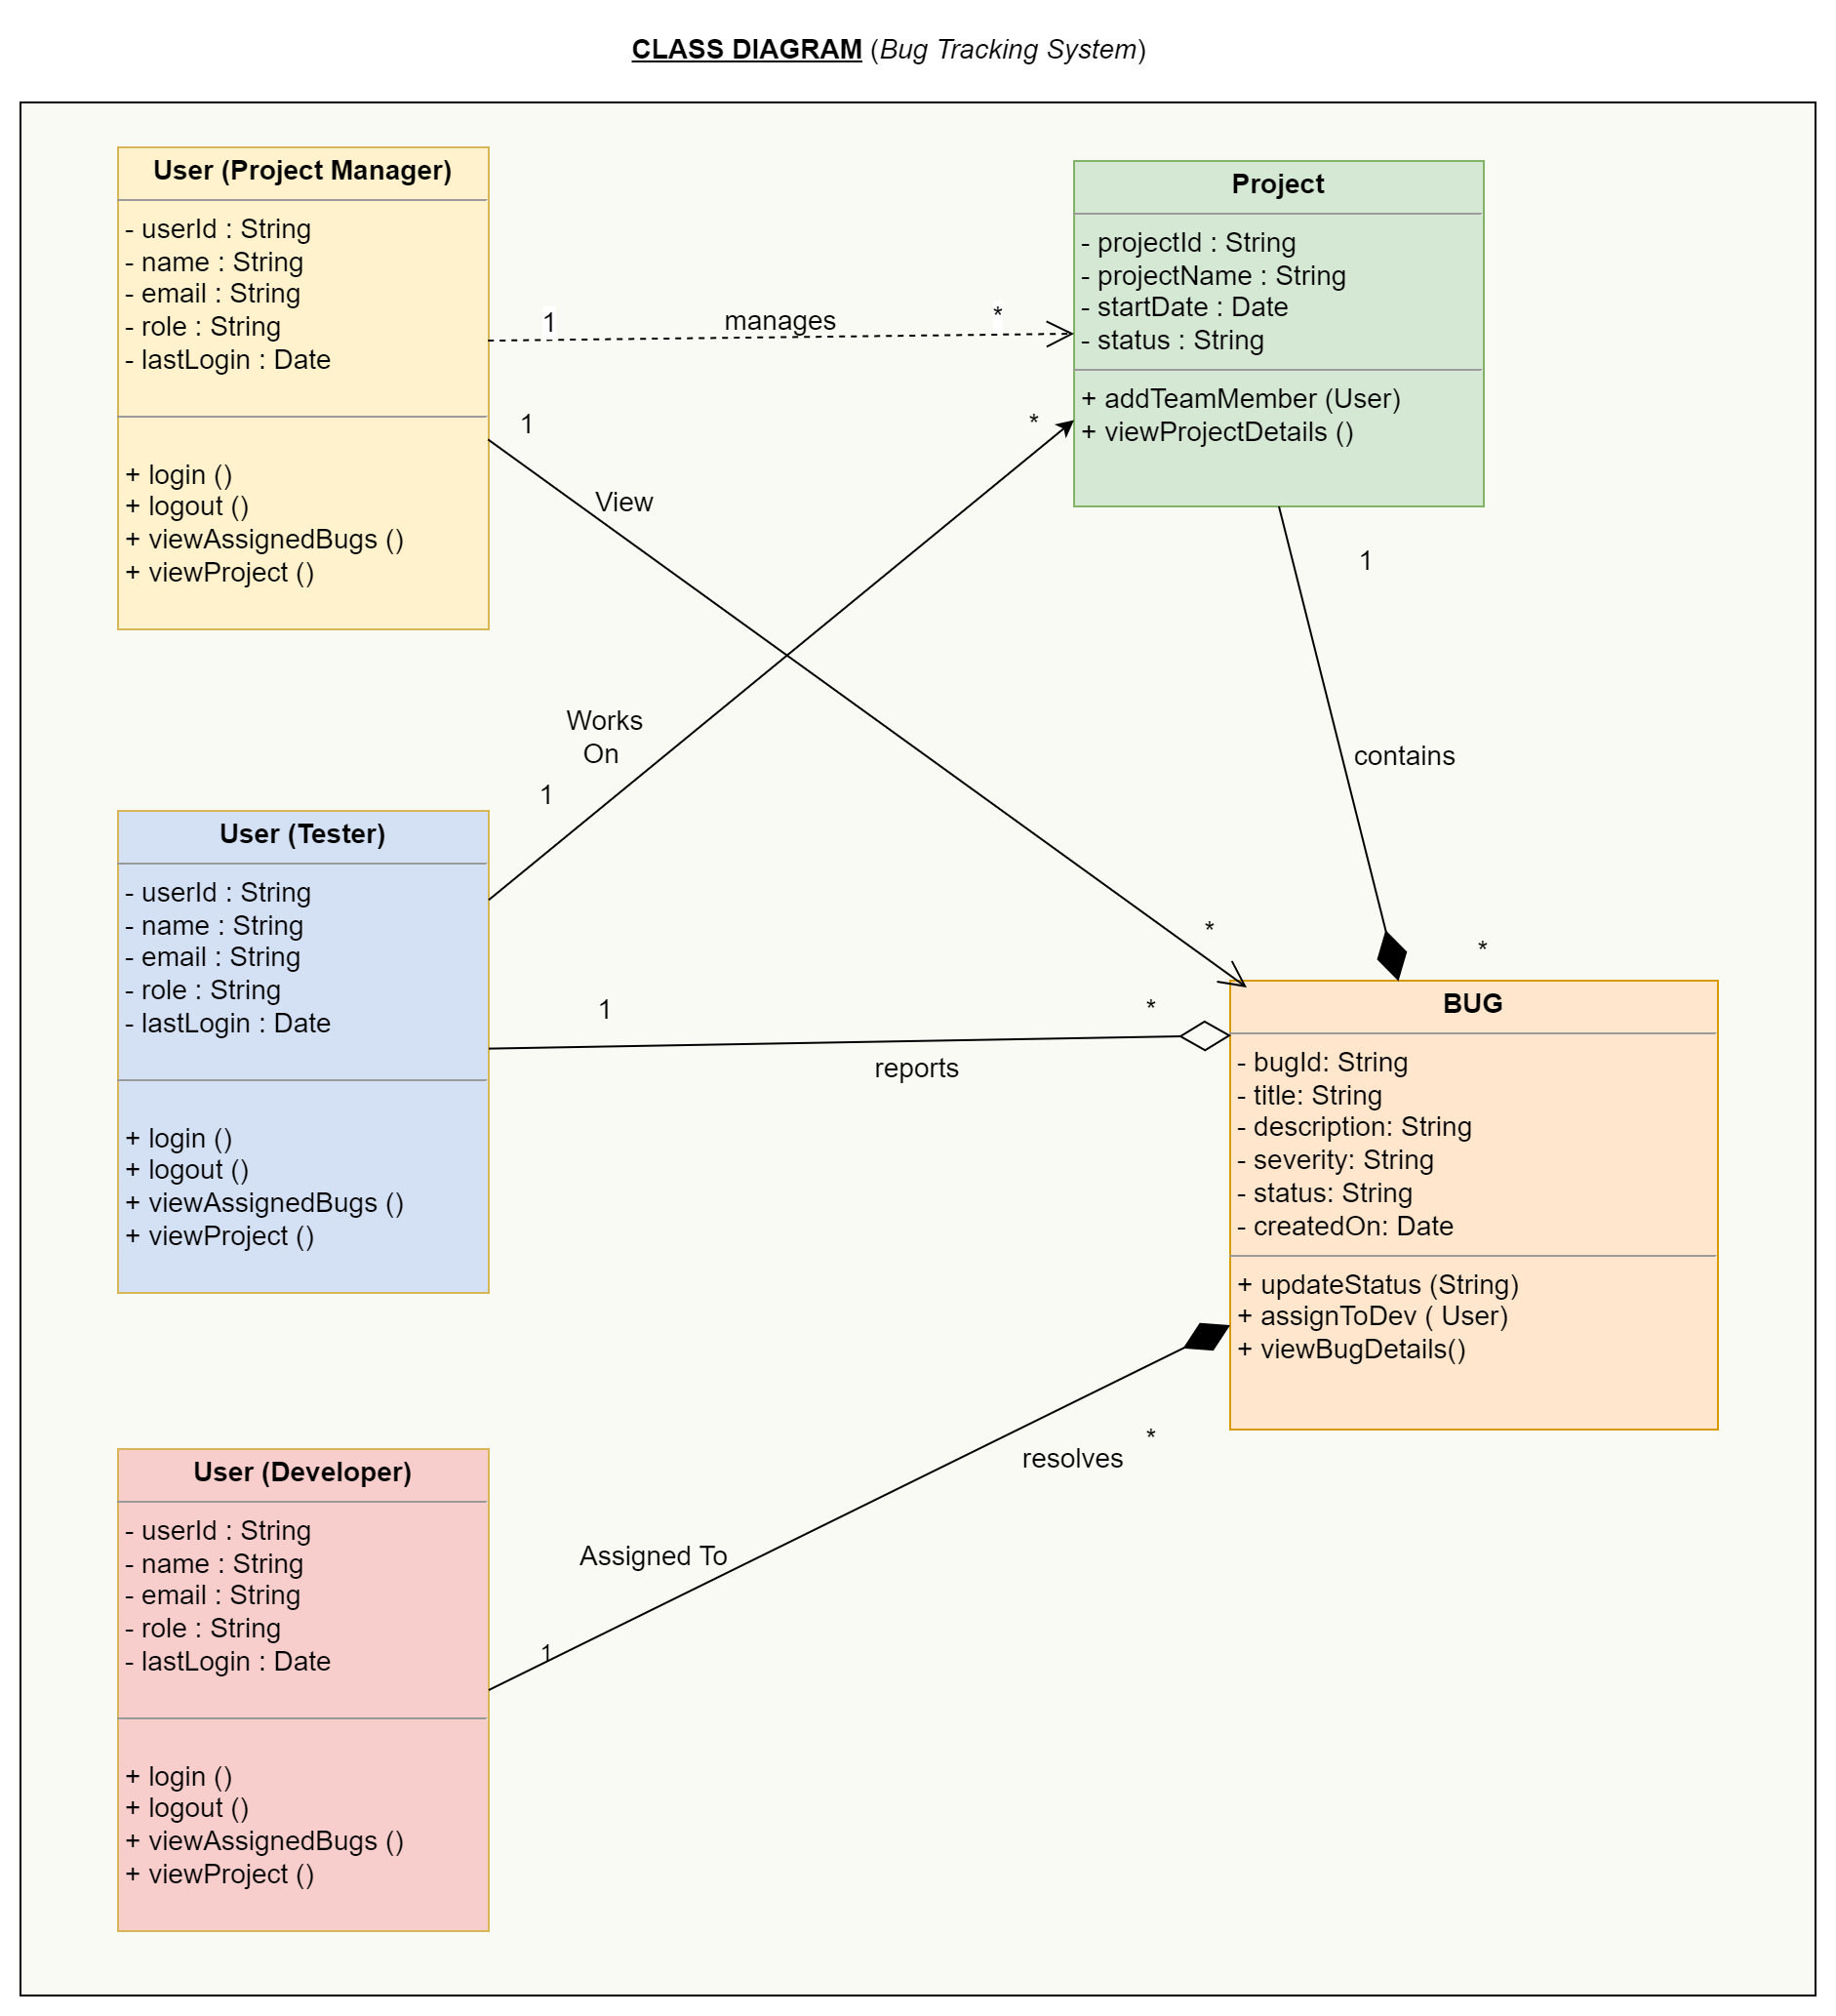 CLASS DIAGRAM (Bug Tracking System)
User (Project Manager)
- userId : String
- name : String
- email : String
- role : String
- lastLogin : Date
+ login ()
+ logout ()
+ viewAssignedBugs ()
+ viewProject ()
1
manages
*
Project
- projectId : String
- projectName : String
- startDate : Date
- status : String
+ addTeamMember (User)
+ viewProjectDetails ()
1
View
*
*
Works
On
1
1
contains
*
User (Tester)
- userId : String
- name : String
- email : String
- role : String
- lastLogin : Date
+ login ()
+ logout ()
+ viewAssignedBugs ()
+ viewProject ()
1
reports
*
BUG
- bugId: String
- title: String
- description: String
- severity: String
- status: String
- createdOn: Date
+ updateStatus (String)
+ assignToDev ( User)
+ viewBugDetails()
*
resolves
Assigned To
1
User (Developer)
- userId : String
- name : String
- email : String
- role : String
- lastLogin : Date
+ login ()
+ logout ()
+ viewAssignedBugs ()
+ viewProject ()